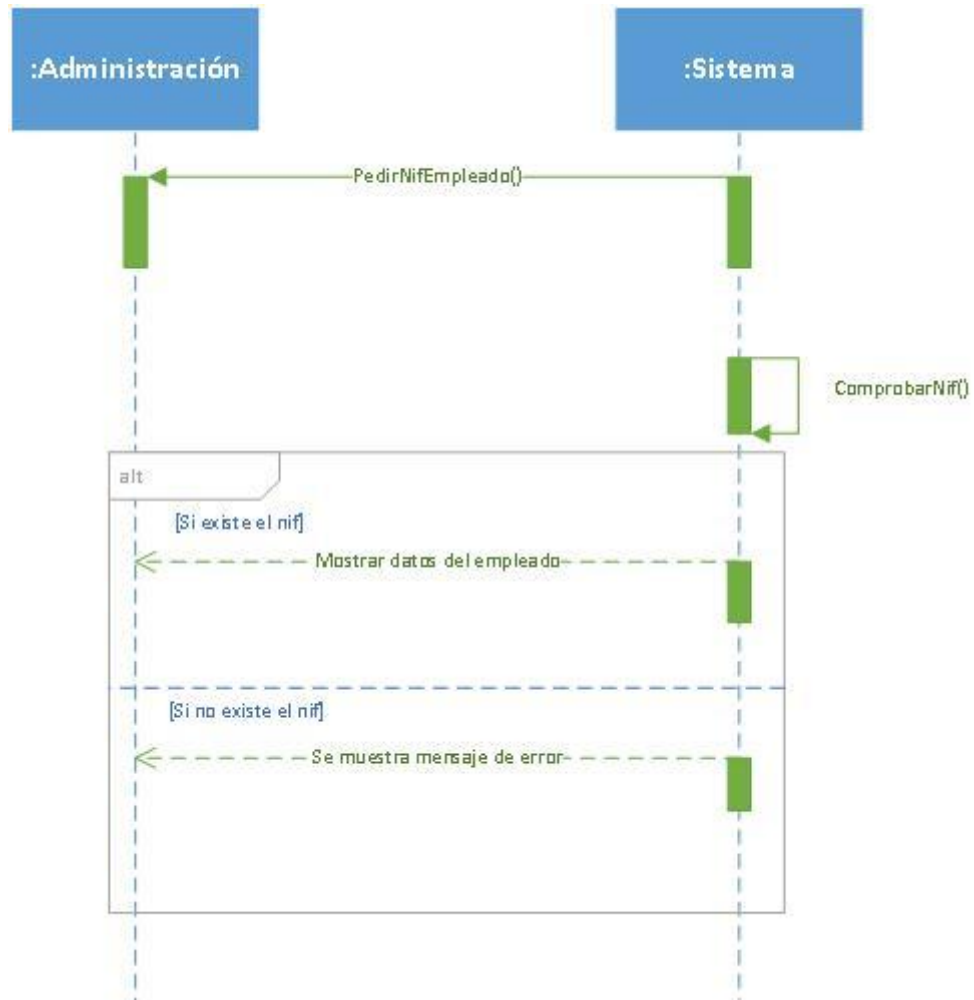 :Administración
:Sistema
PedirNifEmpleado()
ComprobarNif()
alt
[Si existe el nif]
Mostrar datos del empleado
[Si no existe el nif]
Se muestra mensaje de error